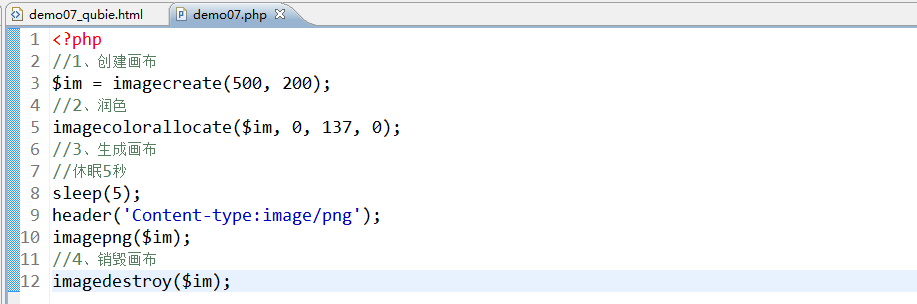 demo07_qubie.html demo07.php
1 <?php
2 //1、创建画布
3 $im = imagecreate(500, 200);
4 //2、润色
5 imagecolorallocate($im, 0, 137, 0);
6 //3、生成画布
7 //休眠5秒
8 sleep(5);
9 header('Content-type:image/png');
10 imagepng($im);
11 //4、销毁画布
12 imagedestroy($im);